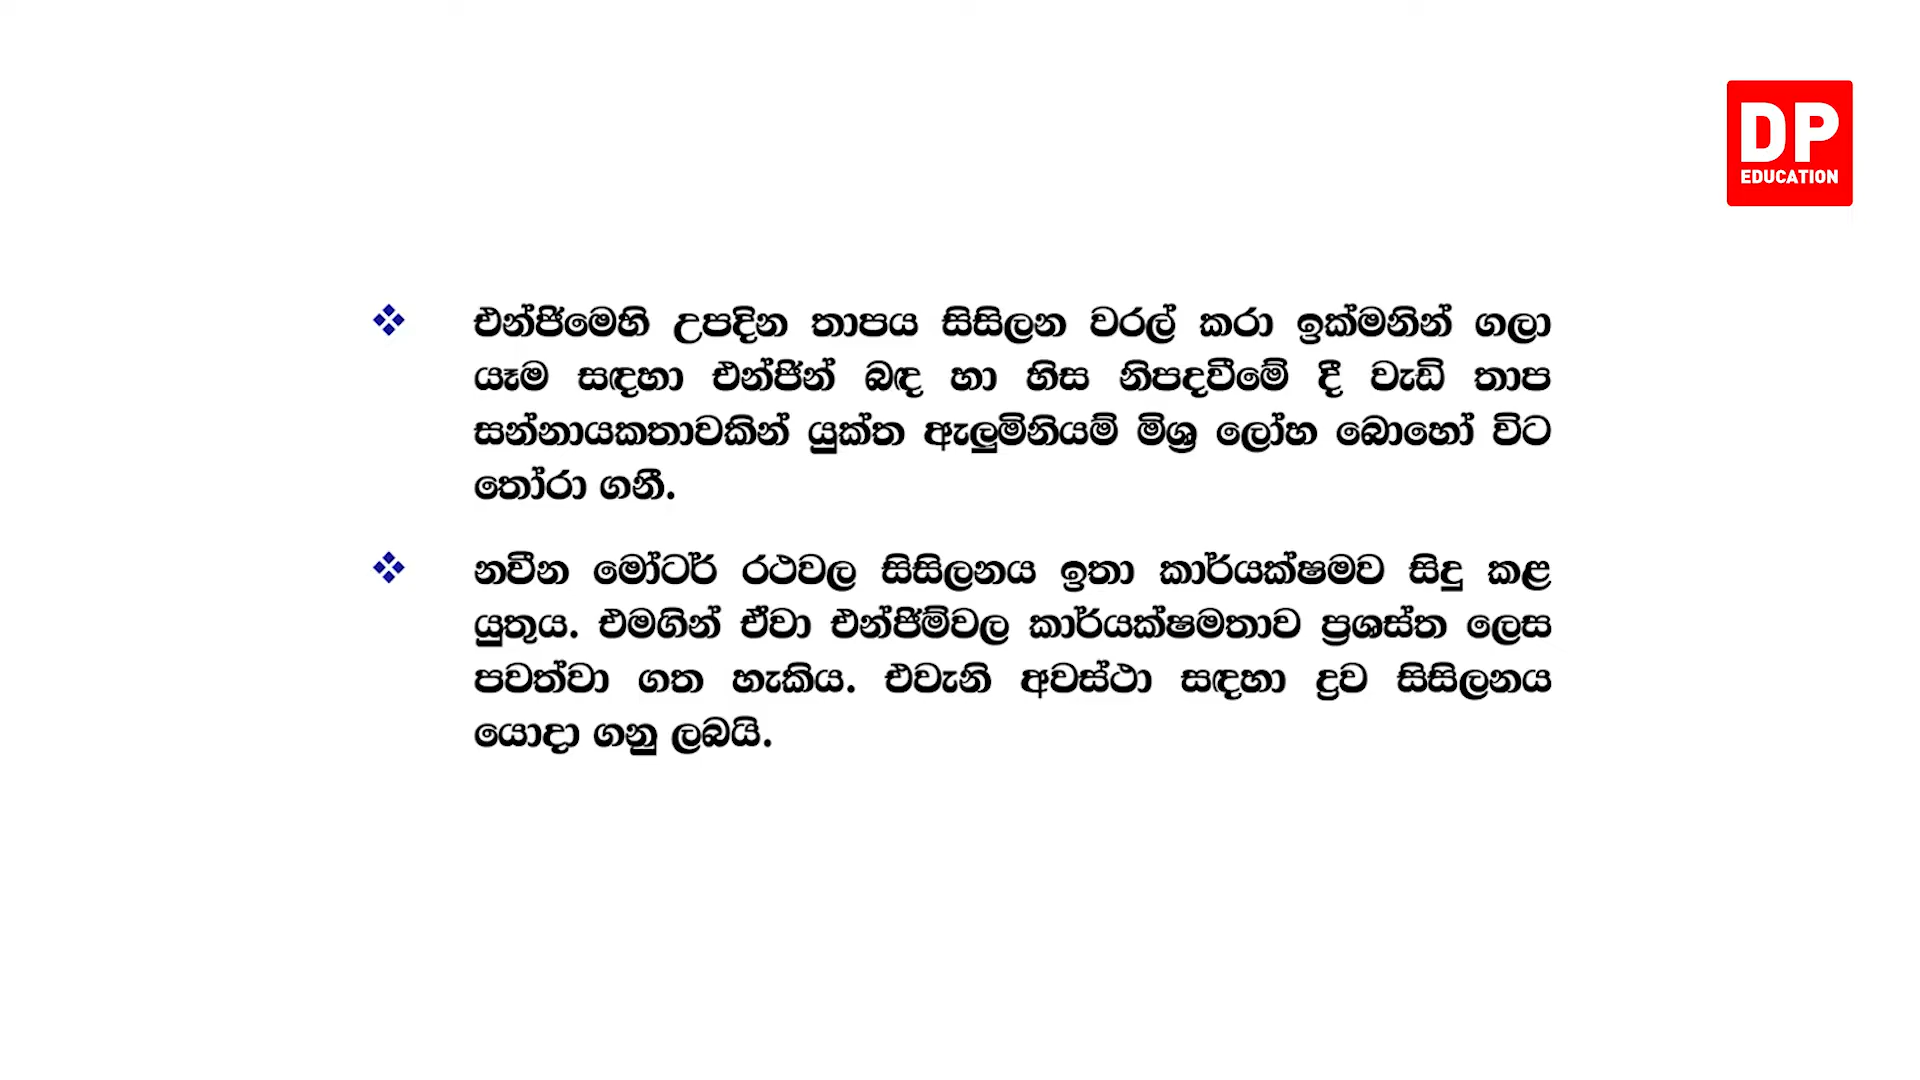 DP
EDUCATION
එන්ජිමෙහි උපදින තාපය සිසිලන වරල් කරා ඉක්මනින් ගලා
යෑම සඳහා එන්ජින් බඳ හා හිස නිපදවීමේ දී වැඩි තාප
සන්නායකතාවකින් යුක්ත ඇලුමිනියම් මිශ්‍ර ලෝහ බොහෝ විට
තෝරා ගනී.
නවීන මෝටර් රථවල සිසිලනය ඉතා කාර්යක්ෂමව සිදු කළ
යුතුය. එමගින් ඒවා එන්ජිම්වල කාර්යක්ෂමතාව ප්‍රශස්ත ලෙස
පවත්වා ගත හැකිය. එවැනි අවස්ථා සඳහා ද්‍රව සිසිලනය
යොදා ගනු ලබයි.